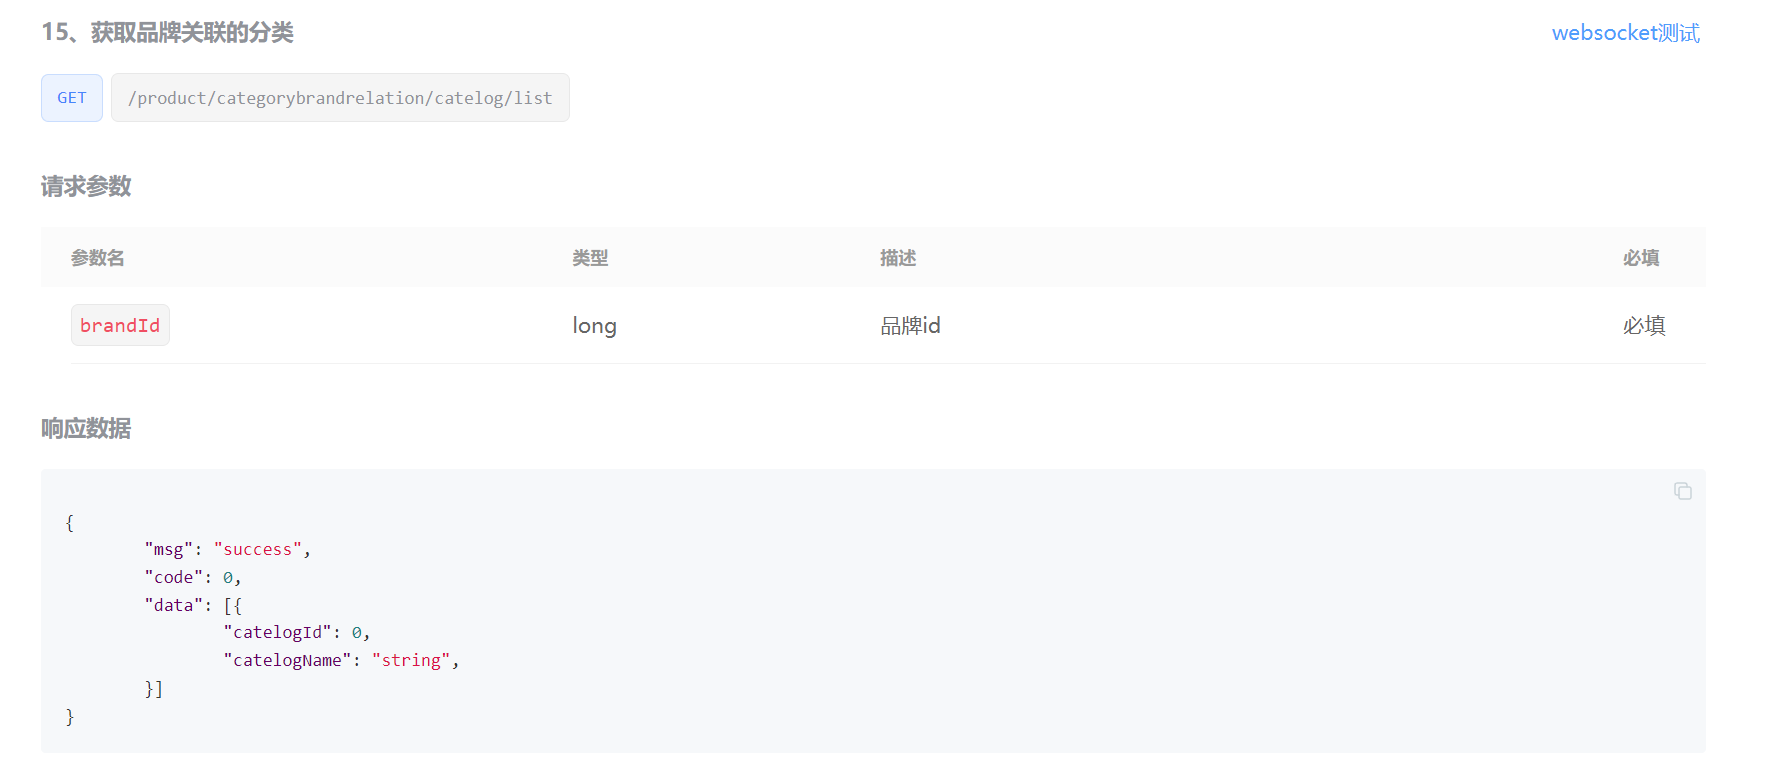 15、获取品牌关联的分类
websocket测试
GET /product/categorybrandrelation/catelog/list
请求参数
参数名 类型 描述 必填
brandId long 品牌id 必填
响应数据
{
"msg": "success",
"code": 0,
"data": [{
"catelogId": 0,
"catelogName": "string",
}]
}